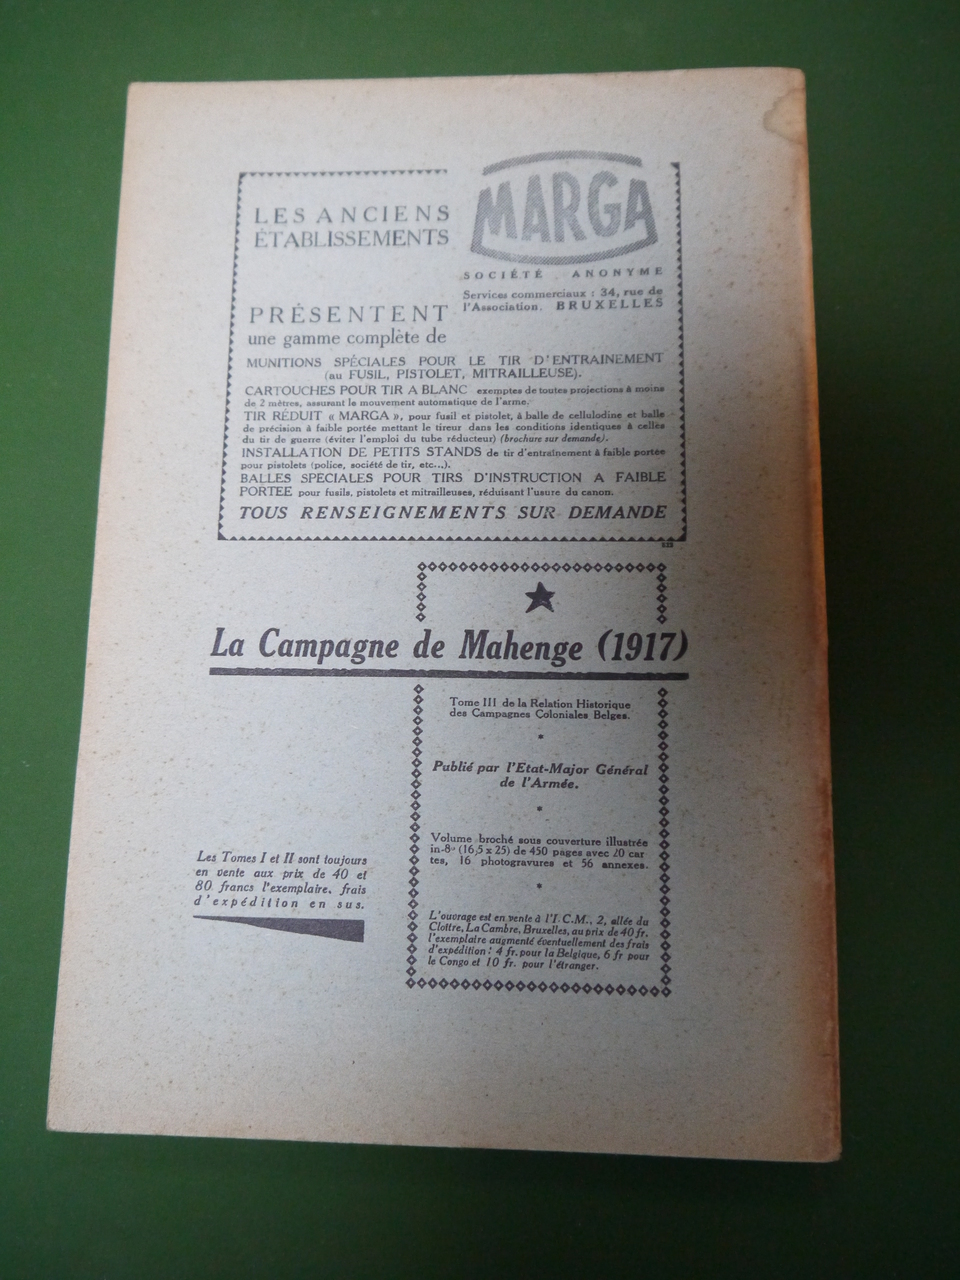 LES ANCIENS
ÉTABLISSEMENTS
MARGA
SOCIÉTÉ ANONYME
Services commerciaux : 34, rue de
l'Association. BRUXELLES
PRÉSENTENT
une gamme complète de
MUNITIONS SPÉCIALES POUR LE TIR D'ENTRAINEMENT
(au FUSIL, PISTOLET, MITRAILLEUSE).
CARTOUCHES POUR TIR A BLANC exemptes de toutes projections à moins
de 2 mètres, assurant le mouvement automatique de l'arme.
TIR RÉDUIT « MARGA », pour fusil et pistolet, à balle de cellulodine et balle
de précision à faible portée mettant le tireur dans les conditions identiques à celles
du tir de guerre (éviter l'emploi du tube réducteur) (brochure sur demande).
INSTALLATION DE PETITS STANDS de tir d'entraînement à faible portée
pour pistolets (police, société de tir, etc...).
BALLES SPÉCIALES POUR TIRS D'INSTRUCTION A FAIBLE
PORTEE pour fusils, pistolets et mitrailleuses, réduisant l'usure du canon.
TOUS RENSEIGNEMENTS SUR DEMANDE
La Campagne de Mahenge (1917)
Tome III de la Relation Historique
des Campagnes Coloniales Belges.
*
Publié par l'Etat-Major Général
de l'Armée.
*
Volume broché sous couverture illustrée
in-8° (16,5 x 25) de 450 pages avec 20 car
tes, 16 photogravures et 56 annexes.
*
L'ouvrage est en vente à l'I.C.M., 2, allée du
Cloître, La Cambre, Bruxelles, au prix de 40 fr.
l'exemplaire augmenté éventuellement des frais
d'expédition : 4 fr. pour la Belgique, 6 fr pour
le Congo et 10 fr. pour l'étranger.
Les Tomes I et II sont toujours
en vente aux prix de 40 et
80 francs l'exemplaire, frais
d'expédition en sus.